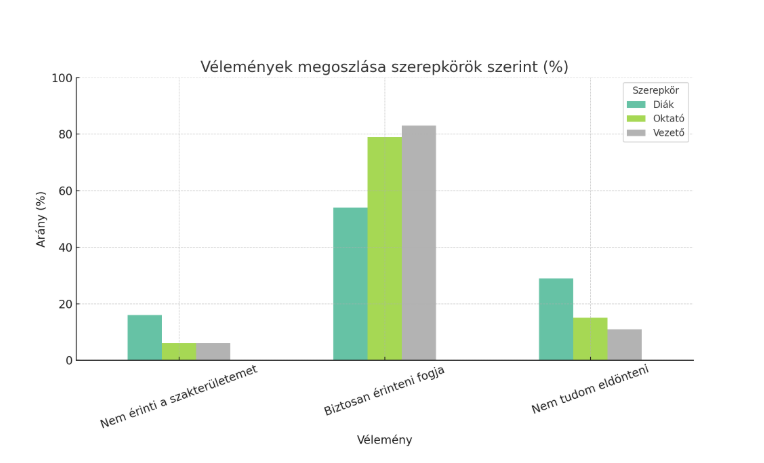 Vélemények megoszlása szerepkörök szerint (%)
Szerepkör
Diák
Oktató
Vezető
Arány (%)
100
80
60
40
20
0
Nem érinti a szakterületemet
Biztosan érinteni fogja
Nem tudom eldönteni
Vélemény